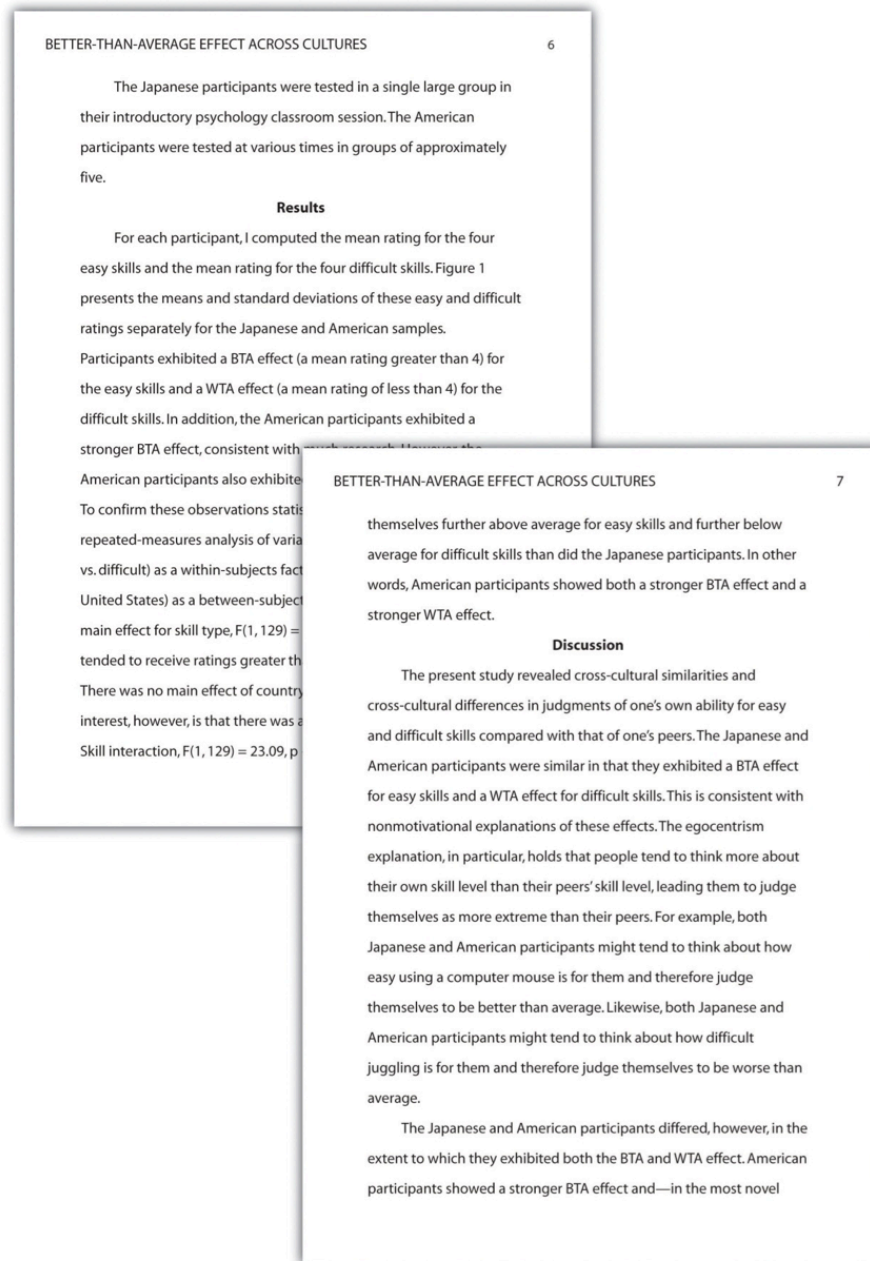 BETTER-THAN-AVERAGE EFFECT ACROSS CULTURES 6
The Japanese participants were tested in a single large group in
their introductory psychology classroom session. The American
participants were tested at various times in groups of approximately
five.
Results
For each participant, I computed the mean rating for the four
easy skills and the mean rating for the four difficult skills. Figure 1
presents the means and standard deviations of these easy and difficult
ratings separately for the Japanese and American samples.
Participants exhibited a BTA effect (a mean rating greater than 4) for
the easy skills and a WTA effect (a mean rating of less than 4) for the
difficult skills. In addition, the American participants exhibited a
stronger BTA effect, consistent with much research. However the
American participants also exhibite
To confirm these observations statis
repeated-measures analysis of varia
vs. difficult) as a within-subjects fact
United States) as a between-subject
main effect for skill type, F(1, 129) =
tended to receive ratings greater th
There was no main effect of country
interest, however, is that there was a
Skill interaction, F(1, 129) = 23.09, p
BETTER-THAN-AVERAGE EFFECT ACROSS CULTURES 7
themselves further above average for easy skills and further below
average for difficult skills than did the Japanese participants. In other
words, American participants showed both a stronger BTA effect and a
stronger WTA effect.
Discussion
The present study revealed cross-cultural similarities and
cross-cultural differences in judgments of one's own ability for easy
and difficult skills compared with that of one's peers. The Japanese and
American participants were similar in that they exhibited a BTA effect
for easy skills and a WTA effect for difficult skills. This is consistent with
nonmotivational explanations of these effects. The egocentrism
explanation, in particular, holds that people tend to think more about
their own skill level than their peers' skill level, leading them to judge
themselves as more extreme than their peers. For example, both
Japanese and American participants might tend to think about how
easy using a computer mouse is for them and therefore judge
themselves to be better than average. Likewise, both Japanese and
American participants might tend to think about how difficult
juggling is for them and therefore judge themselves to be worse than
average.
The Japanese and American participants differed, however, in the
extent to which they exhibited both the BTA and WTA effect. American
participants showed a stronger BTA effect and—in the most novel